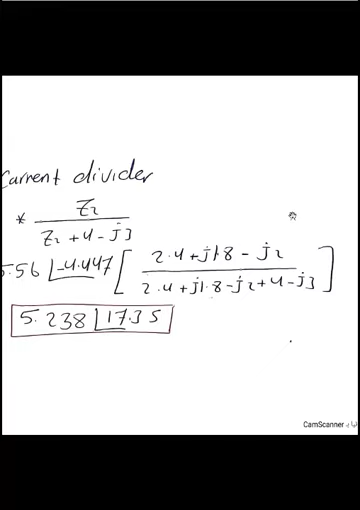 Current divider
* Z₂ / (Z₂ + 4 - j3)
5.56 ∠-4.447 [ (2.4 + j1.8 - j2) / (2.4 + j1.8 - j2 + 4 - j3) ]
5.238 ∠17.35
CamScanner